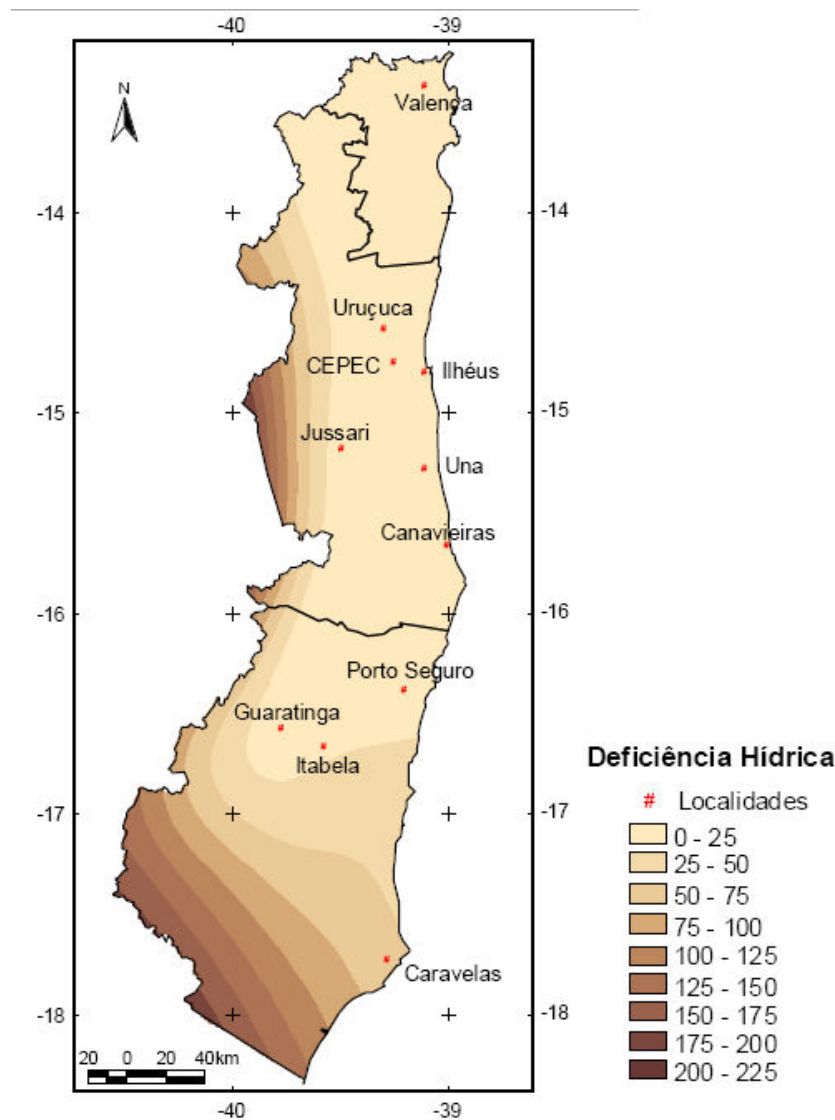 -40 -39
N
Valença
-14 -14
Uruçuca
CEPEC Ilhéus
-15 -15
Jussari
Una
Canavieiras
-16 -16
Porto Seguro
Guaratinga
Itabela
Deficiência Hídrica
# Localidades
-17 -17
0 - 25
25 - 50
50 - 75
75 - 100
100 - 125
125 - 150
150 - 175
175 - 200
200 - 225
Caravelas
-18 -18
20 0 20 40km
-40 -39